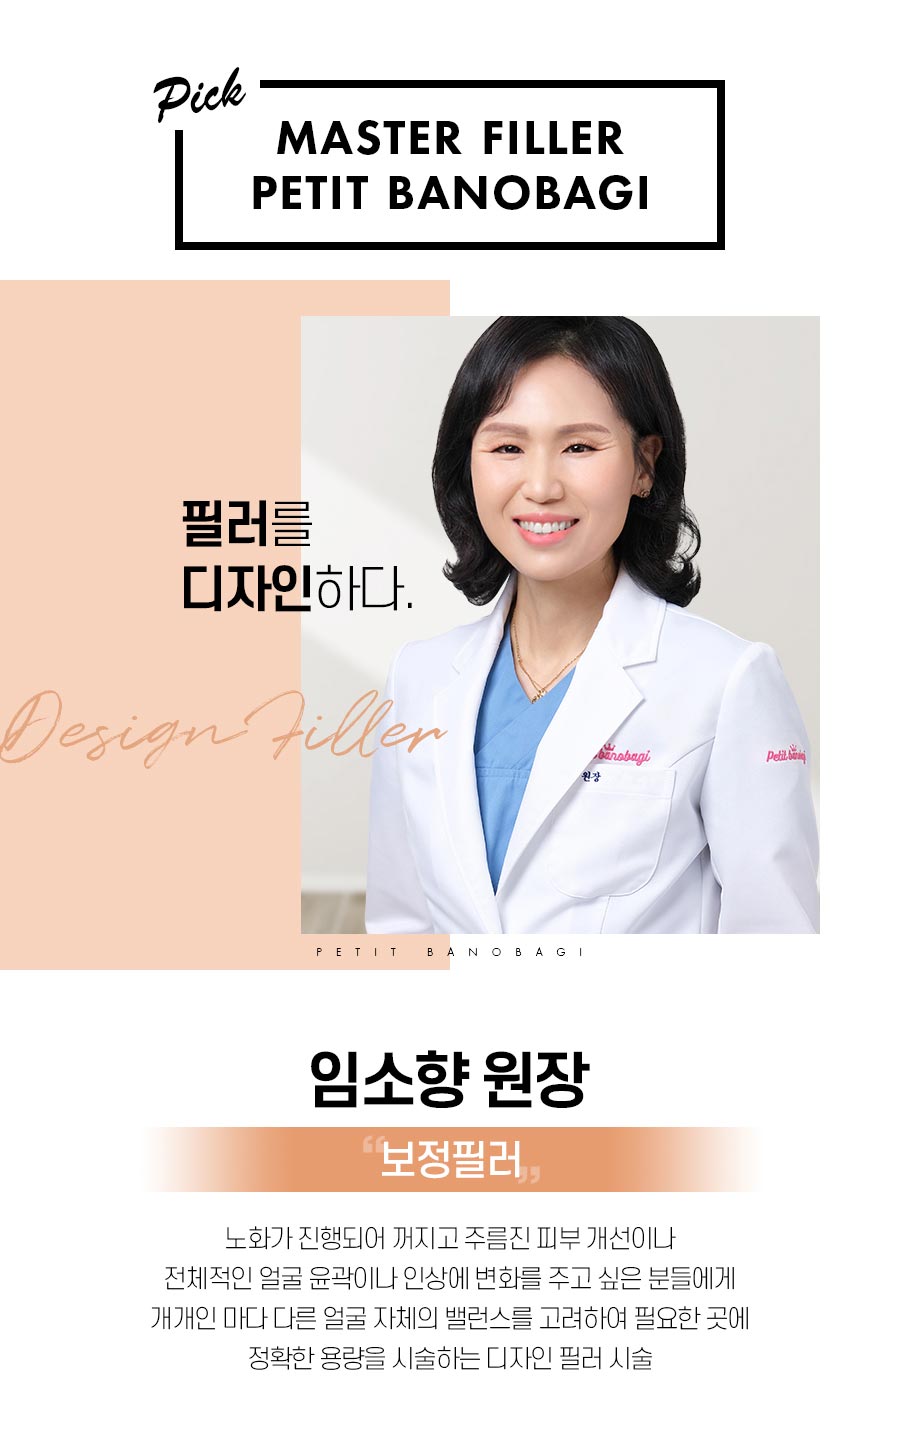 Pick
MASTER FILLER
PETIT BANOBAGI
필러를
디자인하다.
Design Filler
banobagi
원장
Petit banobagi
PETIT BANOBAGI
임소향 원장
“보정필러„
노화가 진행되어 꺼지고 주름진 피부 개선이나
전체적인 얼굴 윤곽이나 인상에 변화를 주고 싶은 분들에게
개개인 마다 다른 얼굴 자체의 밸런스를 고려하여 필요한 곳에
정확한 용량을 시술하는 디자인 필러 시술